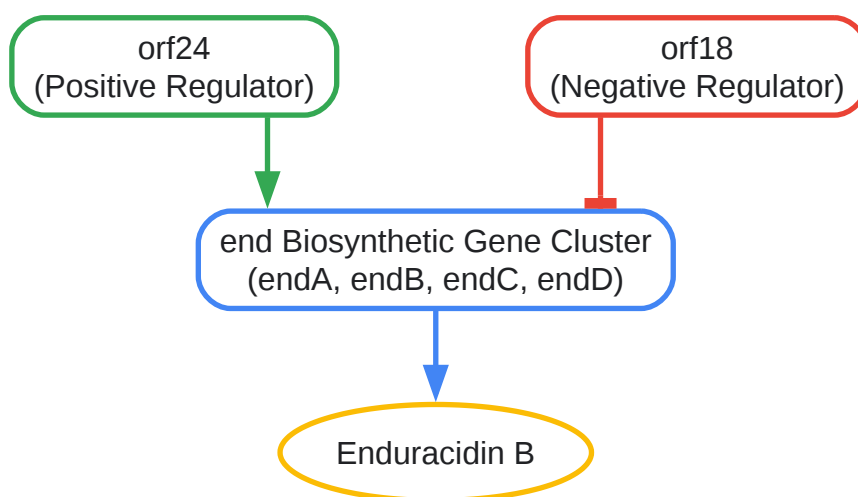 orf24
(Positive Regulator)
orf18
(Negative Regulator)
end Biosynthetic Gene Cluster
(endA, endB, endC, endD)
Enduracidin B